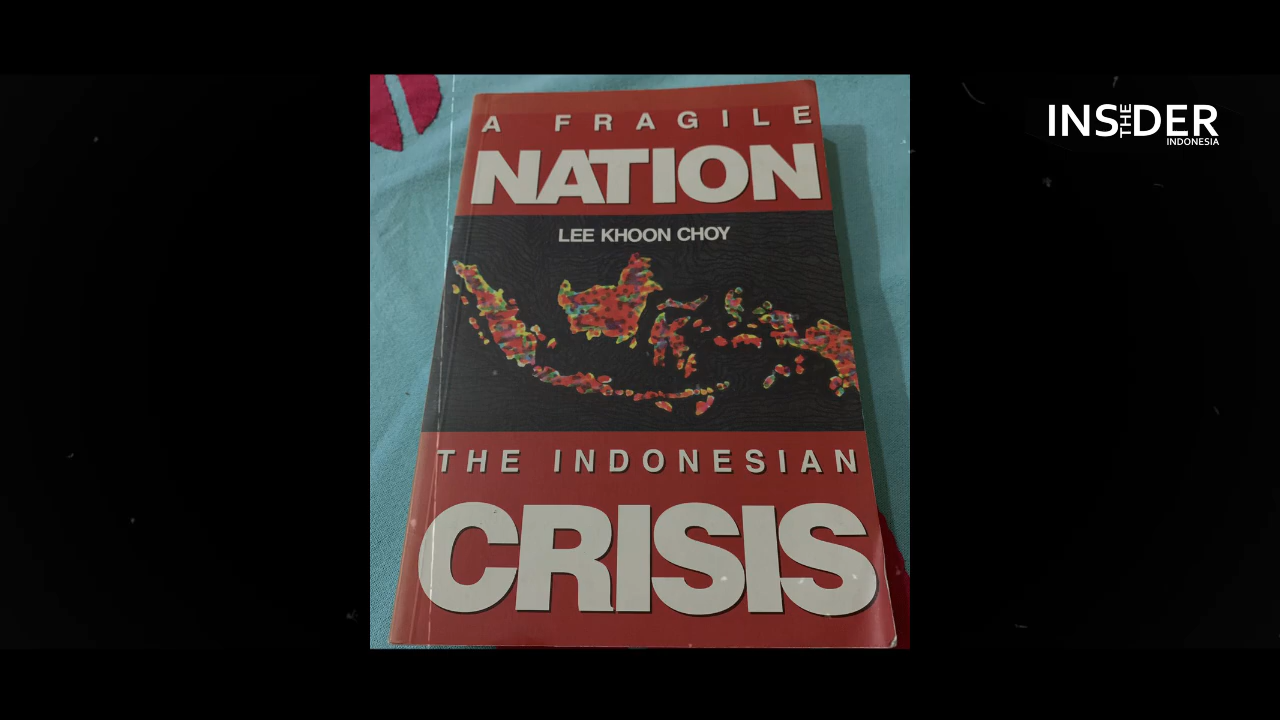 A FRAGILE
NATION
LEE KHOON CHOY
THE INDONESIAN
CRISIS
THE INSIDER
INDONESIA